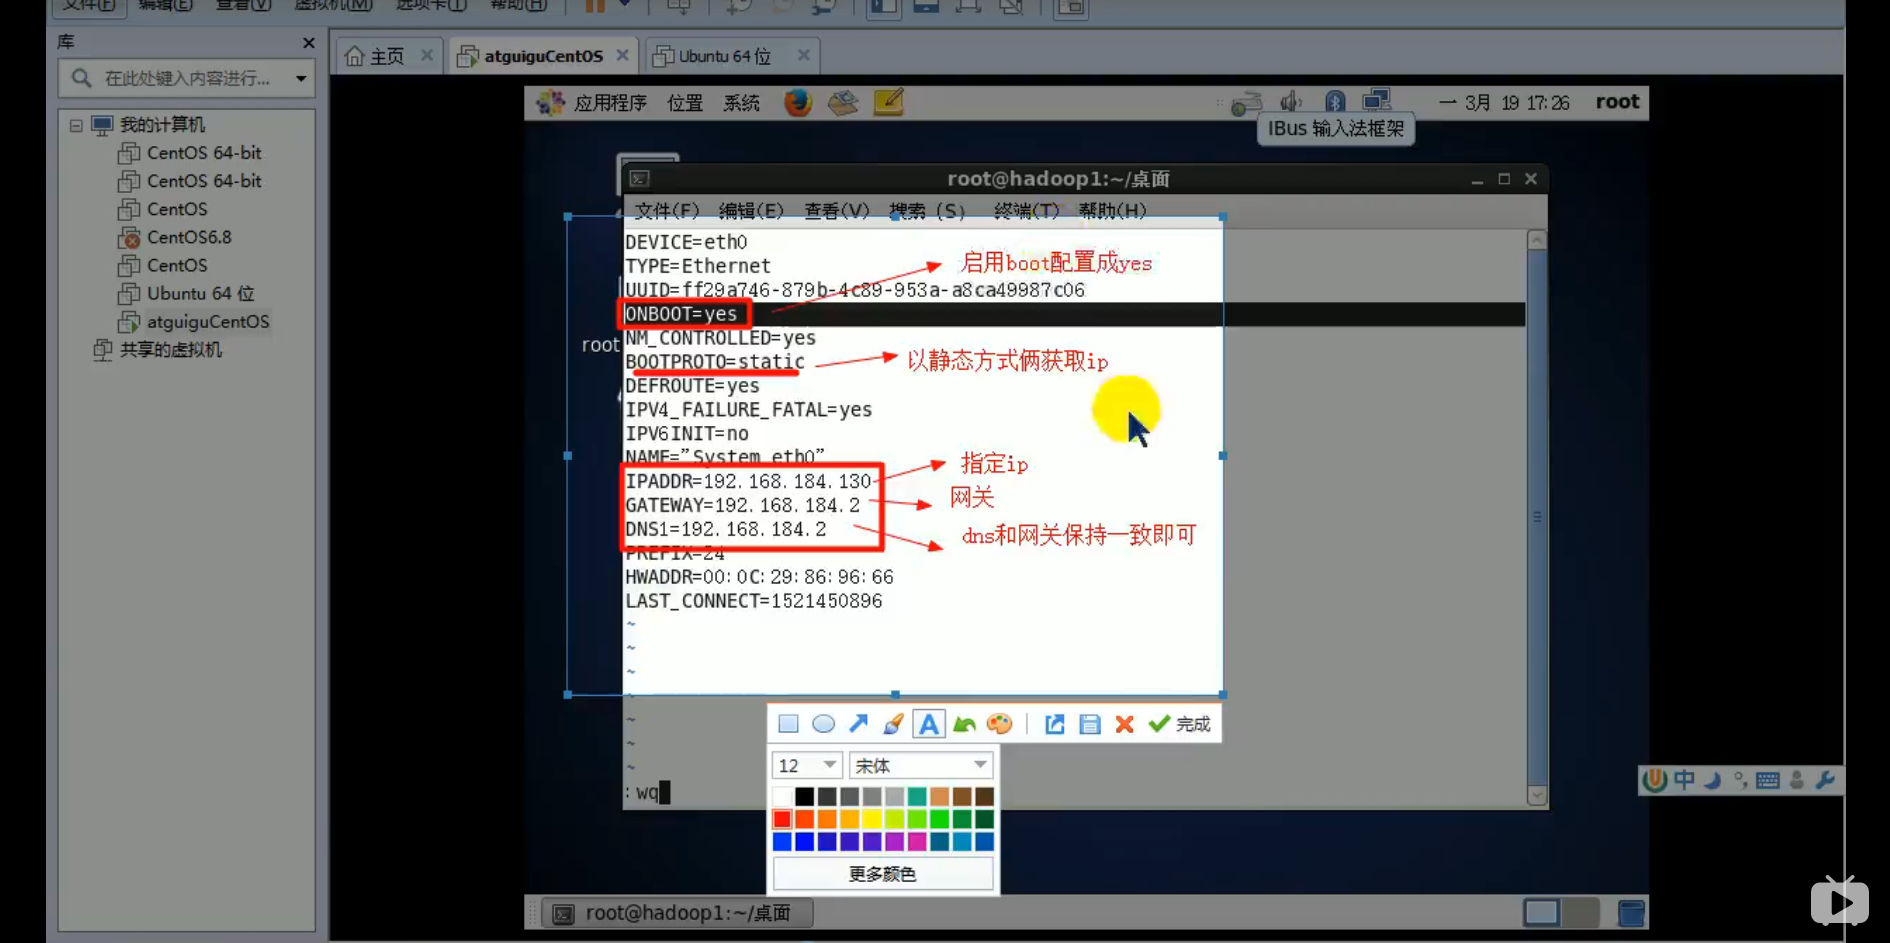 文件(F) 编辑(E) 查看(V) 虚拟机(M) 选项卡(T) 帮助(H)
库
在此处键入内容进行...
我的计算机
CentOS 64-bit
CentOS 64-bit
CentOS
CentOS6.8
CentOS
Ubuntu 64 位
atguiguCentOS
共享的虚拟机
主页
atguiguCentOS
Ubuntu 64 位
应用程序 位置 系统
一 3月 19 17:26 root
IBus 输入法框架
root@hadoop1:~/桌面
文件(F) 编辑(E) 查看(V) 搜索 (S) 终端(T) 帮助(H)
root
DEVICE=eth0
TYPE=Ethernet
启用boot配置成yes
UUID=ff29a746-879b-4c89-953a-a8ca49987c06
ONBOOT=yes
NM_CONTROLLED=yes
BOOTPROTO=static
以静态方式俩获取ip
DEFROUTE=yes
IPV4_FAILURE_FATAL=yes
IPV6INIT=no
NAME="System eth0"
IPADDR=192.168.184.130
指定ip
GATEWAY=192.168.184.2
网关
DNS1=192.168.184.2
dns和网关保持一致即可
PREFIX=24
HWADDR=00:0C:29:86:96:66
LAST_CONNECT=1521450896
~
~
~
~
~
~
~
:wq
A
完成
12
宋体
更多颜色
中
root@hadoop1:~/桌面